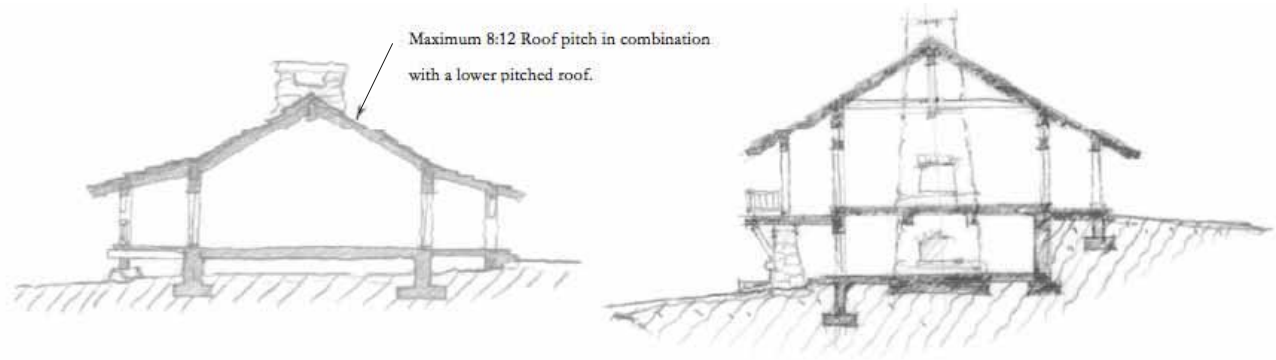 Maximum 8:12 Roof pitch in combination
with a lower pitched roof.